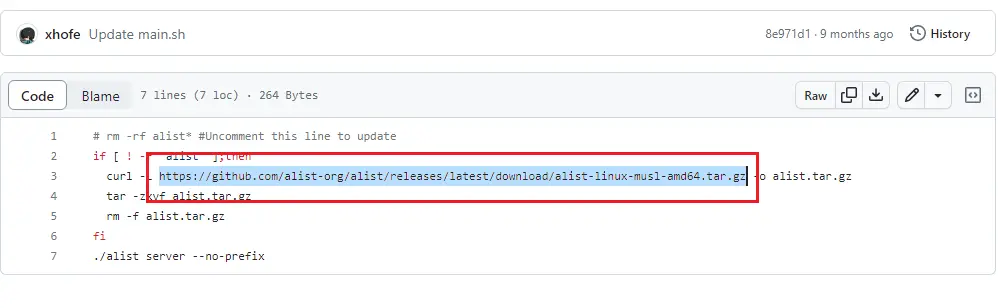 xhofe Update main.sh 8e971d1 · 9 months ago History
Code Blame 7 lines (7 loc) · 264 Bytes Raw
1 # rm -rf alist* #Uncomment this line to update
2 if [ ! - alist ];then
3 curl -L https://github.com/alist-org/alist/releases/latest/download/alist-linux-musl-amd64.tar.gz -o alist.tar.gz
4 tar -zxvf alist.tar.gz
5 rm -f alist.tar.gz
6 fi
7 ./alist server --no-prefix